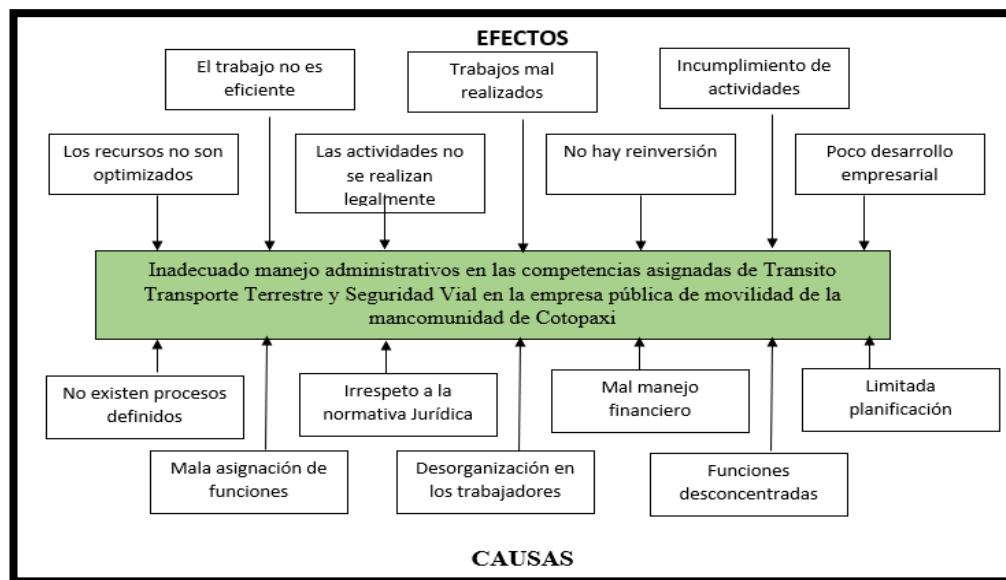 EFECTOS
El trabajo no es
eficiente
Trabajos mal
realizados
Incumplimiento de
actividades
Los recursos no son
optimizados
Las actividades no
se realizan
legalmente
No hay reinversión
Poco desarrollo
empresarial
Inadecuado manejo administrativos en las competencias asignadas de Transito
Transporte Terrestre y Seguridad Vial en la empresa pública de movilidad de la
mancomunidad de Cotopaxi
No existen procesos
definidos
Irrespeto a la
normativa Jurídica
Mal manejo
financiero
Limitada
planificación
Mala asignación de
funciones
Desorganización en
los trabajadores
Funciones
desconcentradas
CAUSAS